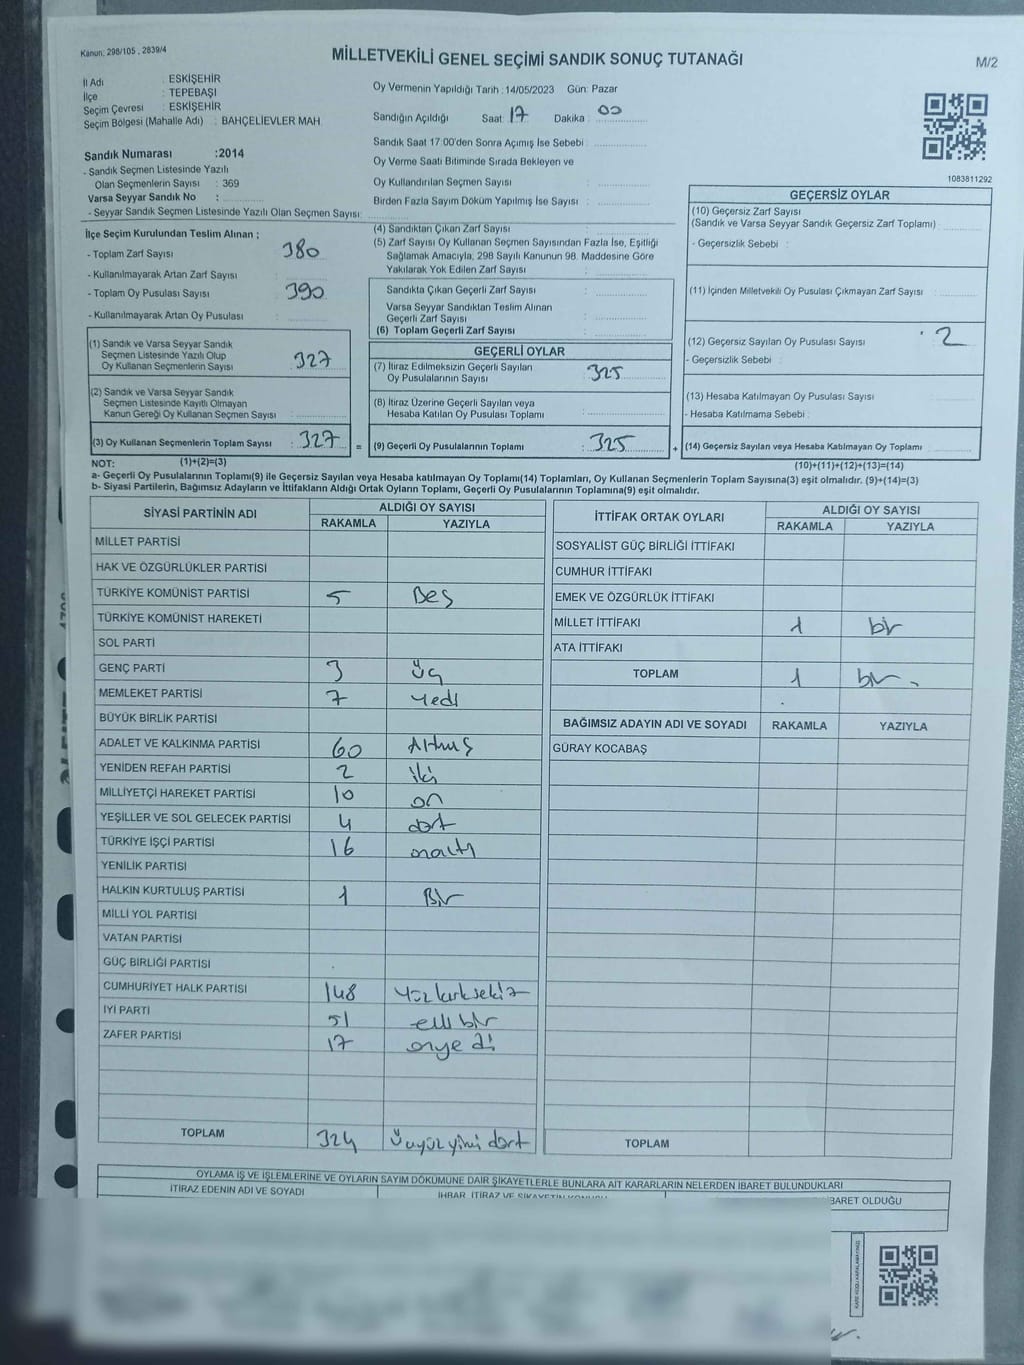 Kanun; 298/105 , 2839/4
MİLLETVEKİLİ GENEL SEÇİMİ SANDIK SONUÇ TUTANAĞI
M/2
İl Adı : ESKİŞEHİR
İlçe : TEPEBAŞI
Seçim Çevresi : ESKİŞEHİR
Seçim Bölgesi (Mahalle Adı) : BAHÇELİEVLER MAH.
Oy Vermenin Yapıldığı Tarih : 14/05/2023 Gün: Pazar
Sandığın Açıldığı Saat : 17 Dakika : 00
Sandık Saat 17:00'den Sonra Açılmış İse Sebebi :
Oy Verme Saati Bitiminde Sırada Bekleyen ve
Oy Kullandırılan Seçmen Sayısı :
Birden Fazla Sayım Döküm Yapılmış İse Sayısı :
1083811292
Sandık Numarası :2014
- Sandık Seçmen Listesinde Yazılı
Olan Seçmenlerin Sayısı : 369
Varsa Seyyar Sandık No :
- Seyyar Sandık Seçmen Listesinde Yazılı Olan Seçmen Sayısı:
İlçe Seçim Kurulundan Teslim Alınan ;
- Toplam Zarf Sayısı : 380
- Kullanılmayarak Artan Zarf Sayısı :
- Toplam Oy Pusulası Sayısı : 390
- Kullanılmayarak Artan Oy Pusulası :
(1) Sandık ve Varsa Seyyar Sandık
Seçmen Listesinde Yazılı Olup
Oy Kullanan Seçmenlerin Sayısı : 327
(2) Sandık ve Varsa Seyyar Sandık
Seçmen Listesinde Kayıtlı Olmayan
Kanun Gereği Oy Kullanan Seçmen Sayısı :
(3) Oy Kullanan Seçmenlerin Toplam Sayısı : 327
(1)+(2)=(3)
(4) Sandıktan Çıkan Zarf Sayısı :
(5) Zarf Sayısı Oy Kullanan Seçmen Sayısından Fazla İse, Eşitliği
Sağlamak Amacıyla, 298 Sayılı Kanunun 98. Maddesine Göre
Yakılarak Yok Edilen Zarf Sayısı :
Sandıkta Çıkan Geçerli Zarf Sayısı :
Varsa Seyyar Sandıktan Teslim Alınan
Geçerli Zarf Sayısı :
(6) Toplam Geçerli Zarf Sayısı :
GEÇERLİ OYLAR
(7) İtiraz Edilmeksizin Geçerli Sayılan
Oy Pusulalarının Sayısı : 325
(8) İtiraz Üzerine Geçerli Sayılan veya
Hesaba Katılan Oy Pusulası Toplamı :
= (9) Geçerli Oy Pusulalarının Toplamı : 325 +
GEÇERSİZ OYLAR
(10) Geçersiz Zarf Sayısı
(Sandık ve Varsa Seyyar Sandık Geçersiz Zarf Toplamı) :
- Geçersizlik Sebebi :
(11) İçinden Milletvekili Oy Pusulası Çıkmayan Zarf Sayısı :
(12) Geçersiz Sayılan Oy Pusulası Sayısı : 2
- Geçersizlik Sebebi :
(13) Hesaba Katılmayan Oy Pusulası Sayısı :
- Hesaba Katılmama Sebebi :
(14) Geçersiz Sayılan veya Hesaba Katılmayan Oy Toplamı :
(10)+(11)+(12)+(13)=(14)
NOT:
a- Geçerli Oy Pusulalarının Toplamı(9) ile Geçersiz Sayılan veya Hesaba katılmayan Oy Toplamı(14) Toplamları, Oy Kullanan Seçmenlerin Toplam Sayısına(3) eşit olmalıdır. (9)+(14)=(3)
b- Siyasi Partilerin, Bağımsız Adayların ve İttifakların Aldığı Ortak Oyların Toplamı, Geçerli Oy Pusulalarının Toplamına(9) eşit olmalıdır.
SİYASİ PARTİNİN ADI ALDIĞI OY SAYISI
RAKAMLA YAZIYLA
MİLLET PARTİSİ
HAK VE ÖZGÜRLÜKLER PARTİSİ
TÜRKİYE KOMÜNİST PARTİSİ 5 Beş
TÜRKİYE KOMÜNİST HAREKETİ
SOL PARTİ
GENÇ PARTİ 3 üç
MEMLEKET PARTİSİ 7 yedi
BÜYÜK BİRLİK PARTİSİ
ADALET VE KALKINMA PARTİSİ 60 Altmış
YENİDEN REFAH PARTİSİ 2 iki
MİLLİYETÇİ HAREKET PARTİSİ 10 on
YEŞİLLER VE SOL GELECEK PARTİSİ 4 dört
TÜRKİYE İŞÇİ PARTİSİ 16 onaltı
YENİLİK PARTİSİ
HALKIN KURTULUŞ PARTİSİ 1 Bir
MİLLİ YOL PARTİSİ
VATAN PARTİSİ
GÜÇ BİRLİĞİ PARTİSİ
CUMHURİYET HALK PARTİSİ 148 yüzkırksekiz
İYİ PARTİ 51 elli bir
ZAFER PARTİSİ 17 onyedi
TOPLAM 324 üçyüzyirmi dört
İTTİFAK ORTAK OYLARI ALDIĞI OY SAYISI
RAKAMLA YAZIYLA
SOSYALİST GÜÇ BİRLİĞİ İTTİFAKI
CUMHUR İTTİFAKI
EMEK VE ÖZGÜRLÜK İTTİFAKI
MİLLET İTTİFAKI 1 bir
ATA İTTİFAKI
TOPLAM 1 bir
BAĞIMSIZ ADAYIN ADI VE SOYADI RAKAMLA YAZIYLA
GÜRAY KOCABAŞ
TOPLAM
OYLAMA İŞ VE İŞLEMLERİNE VE OYLARIN SAYIM DÖKÜMÜNE DAİR ŞİKAYETLERLE BUNLARA AİT KARARLARIN NELERDEN İBARET BULUNDUKLARI
İTİRAZ EDENİN ADI VE SOYADI
İHBAR, İTİRAZ VE ŞİKAYETİN KONUSU
İBARET OLDUĞU